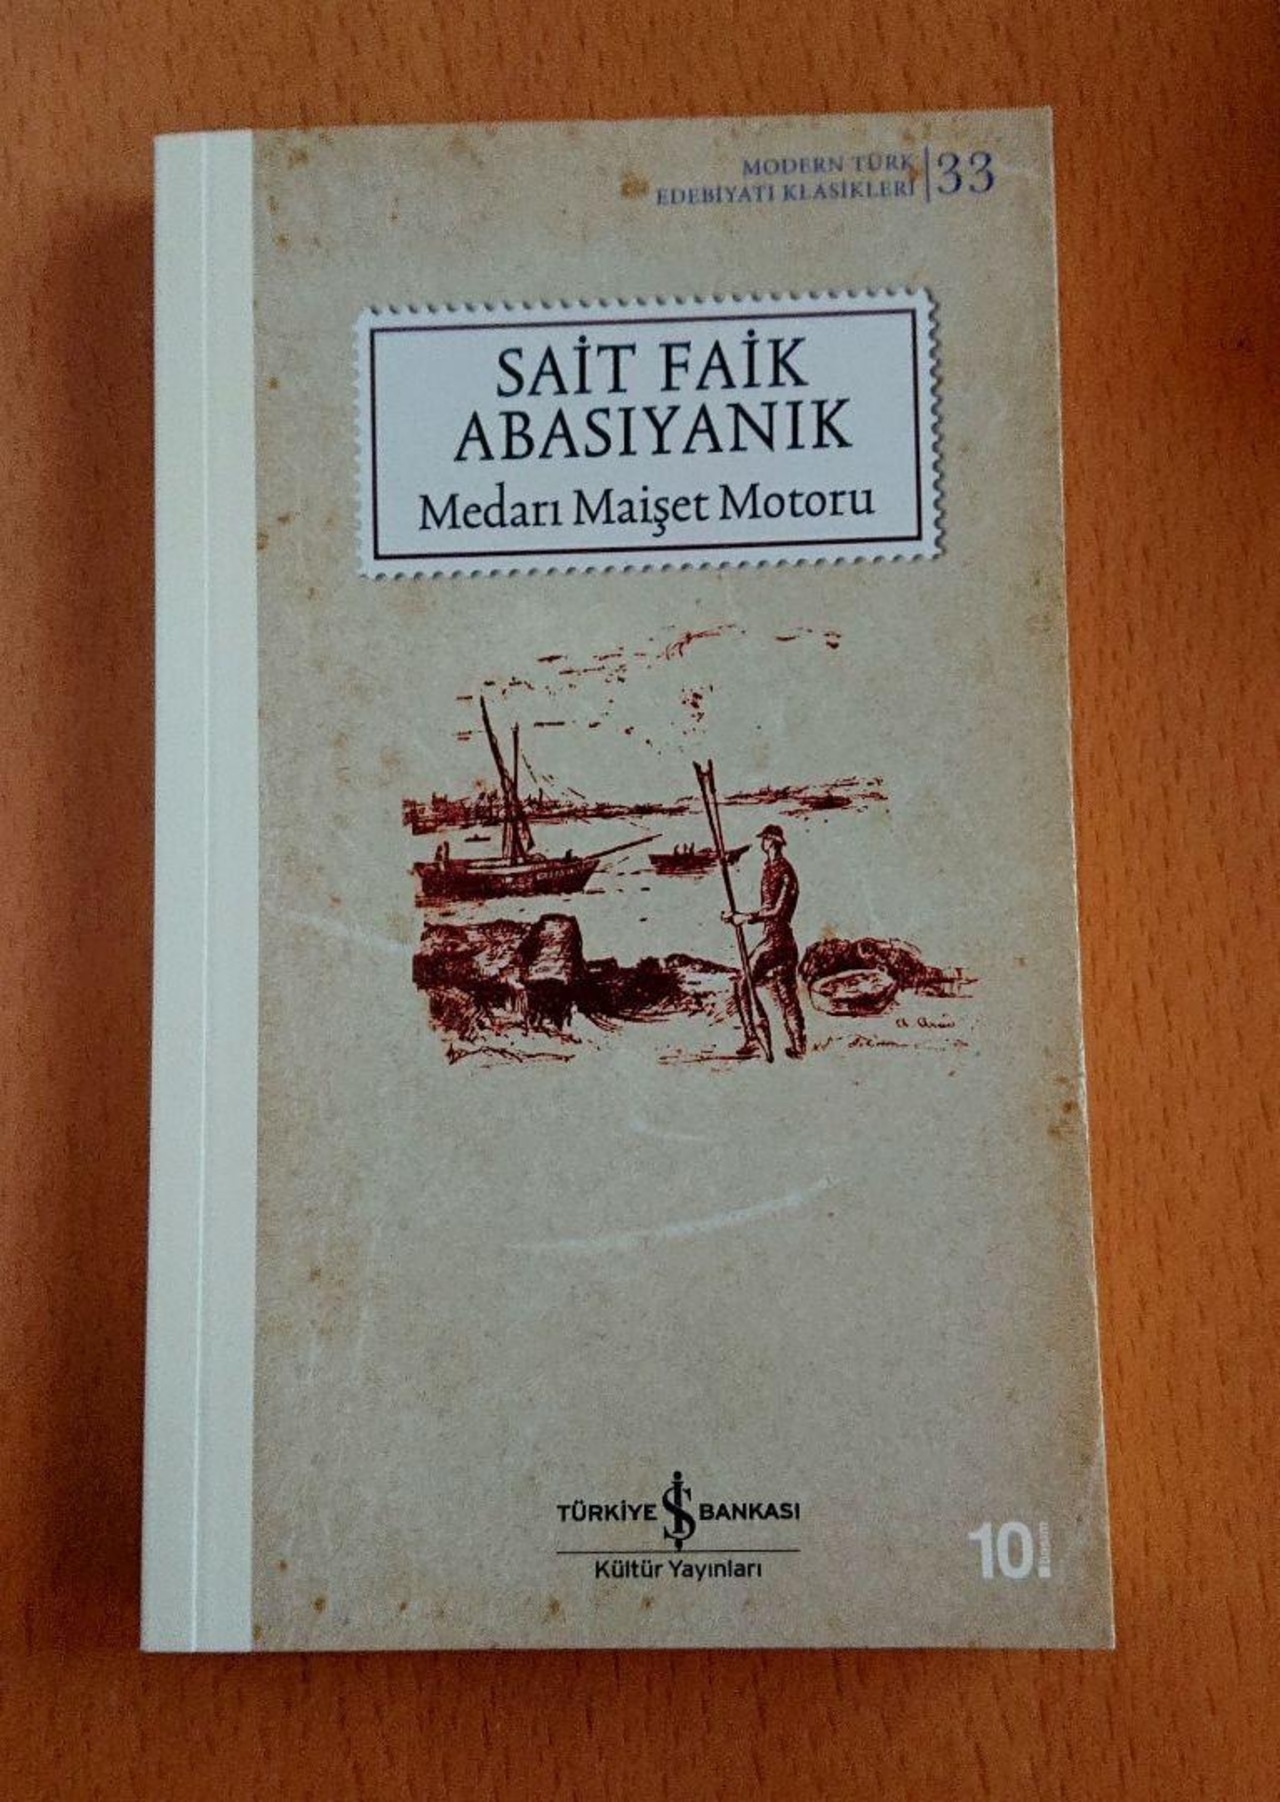 MODERN TÜRK
EDEBİYATI KLASİKLERİ
33
SAİT FAİK
ABASIYANIK
Medarı Maişet Motoru
TÜRKİYE İŞ BANKASI
Kültür Yayınları
10.
Basım